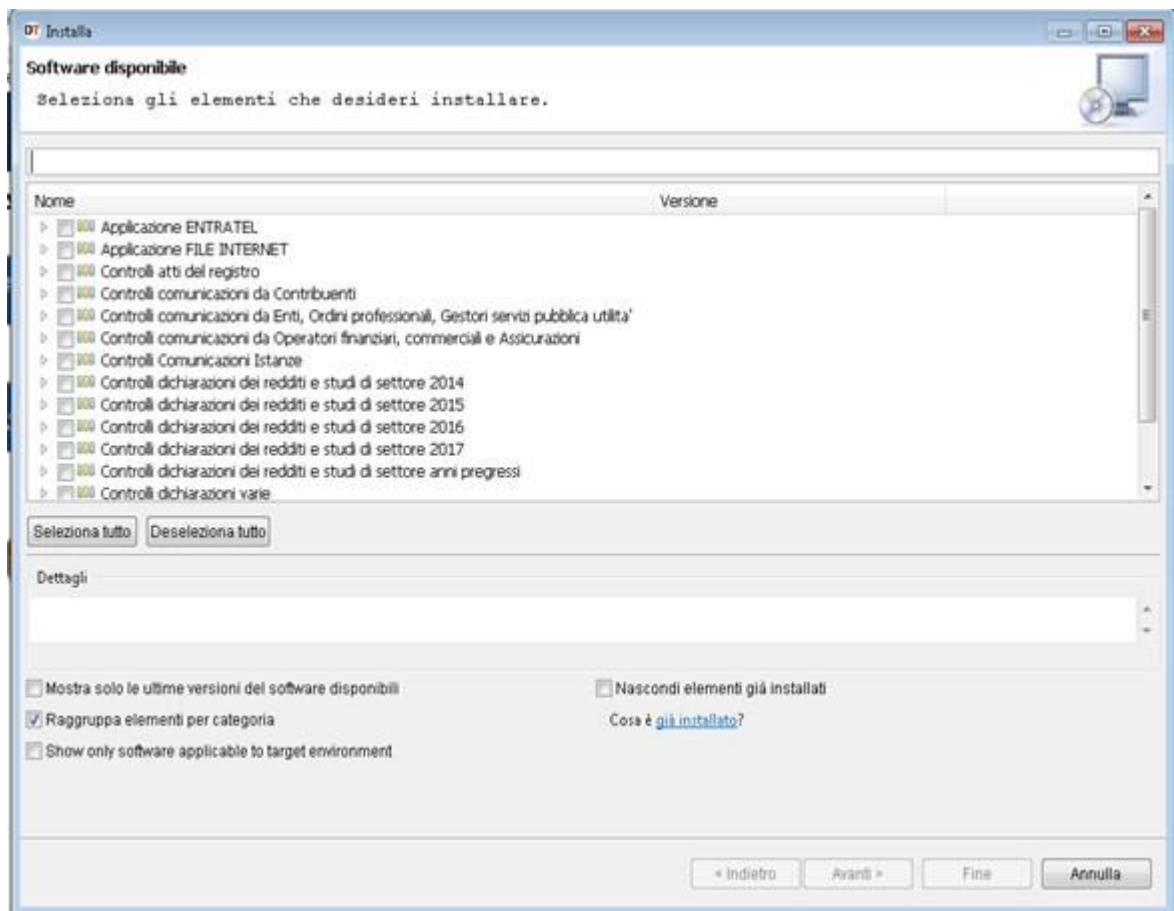 DT Installa
Software disponibile
Seleziona gli elementi che desideri installare.
Nome Versione
Applicazione ENTRATEL
Applicazione FILE INTERNET
Controlli atti del registro
Controlli comunicazioni da Contribuenti
Controlli comunicazioni da Enti, Ordini professionali, Gestori servizi pubblica utilita'
Controlli comunicazioni da Operatori finanziari, commerciali e Assicurazioni
Controlli Comunicazioni Istanze
Controlli dichiarazioni dei redditi e studi di settore 2014
Controlli dichiarazioni dei redditi e studi di settore 2015
Controlli dichiarazioni dei redditi e studi di settore 2016
Controlli dichiarazioni dei redditi e studi di settore 2017
Controlli dichiarazioni dei redditi e studi di settore anni pregressi
Controlli dichiarazioni varie
Seleziona tutto Deseleziona tutto
Dettagli
Mostra solo le ultime versioni del software disponibili Nascondi elementi già installati
Raggruppa elementi per categoria Cosa è già installato?
Show only software applicable to target environment
< Indietro Avanti > Fine Annulla